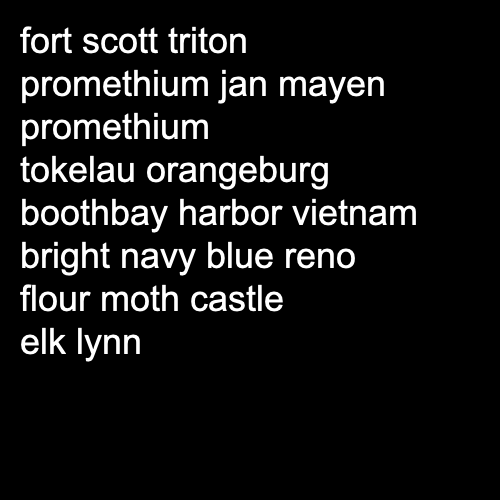 fort scott triton
promethium jan mayen
promethium
tokelau orangeburg
boothbay harbor vietnam
bright navy blue reno
flour moth castle
elk lynn